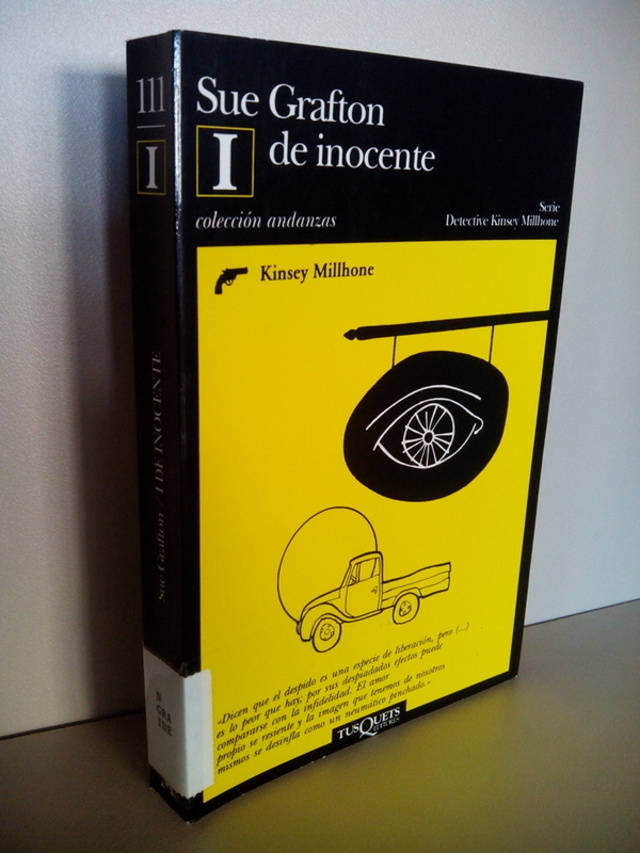 111
I
Sue Grafton / I DE INOCENTE
N
GRA
INE
Sue Grafton
I de inocente
colección andanzas
Serie
Detective Kinsey Millhone
Kinsey Millhone
«Dicen que el despido es una especie de liberación, pero (...)
es lo peor que hay, por sus despiadados efectos puede
compararse con la infidelidad. El amor
propio se resiente y la imagen que tenemos de nosotros
mismos se desinfla como un neumático pinchado.»
TUSQUETS
EDITORES